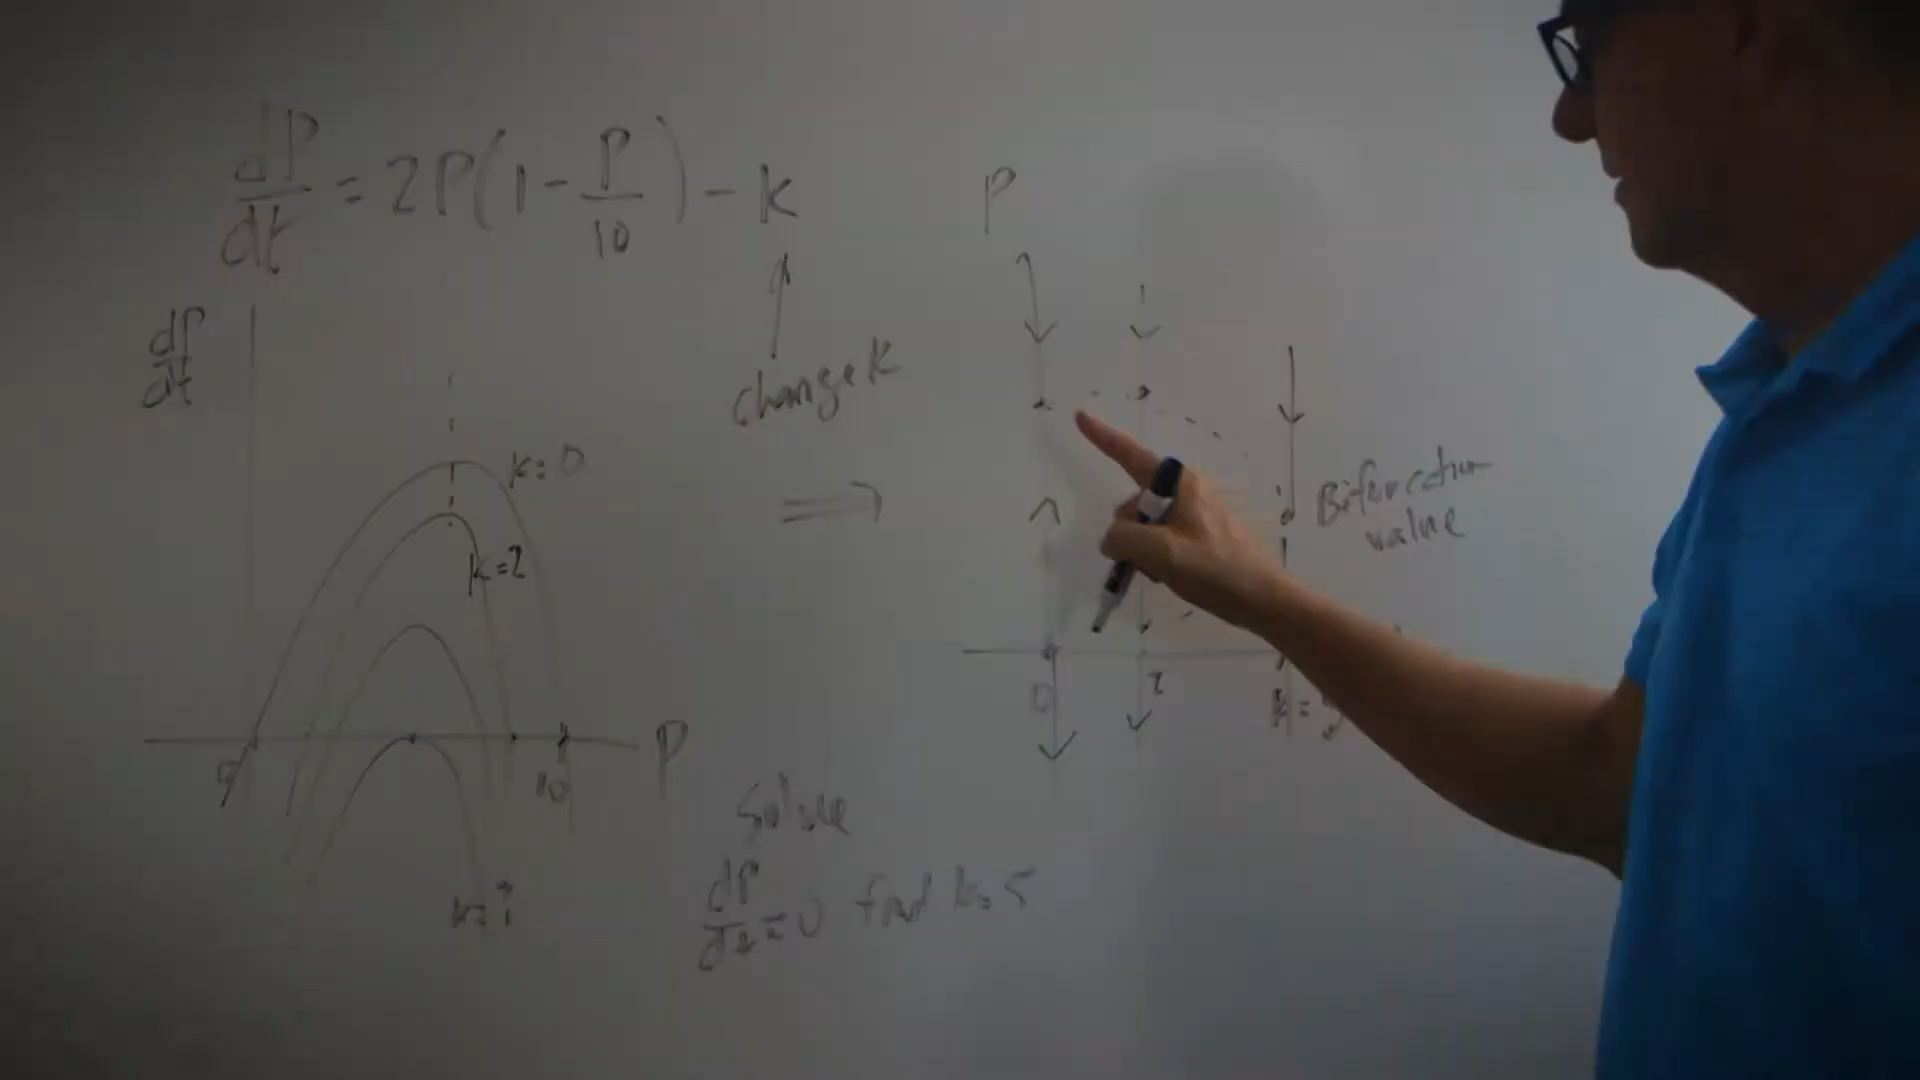 dP/dt = 2P(1 - P/10) - k
change k
dP/dt
k = 0
k = 2
10
P
k = ?
Solve
dP/dt = 0 find k = 5
P
Bifurcation
value
0
2
k =